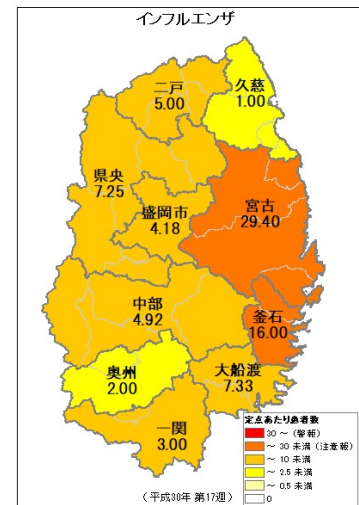 インフルエンザ
二戸
5.00
久慈
1.00
県央
7.25
盛岡市
4.18
宮古
29.40
中部
4.92
釜石
16.00
奥州
2.00
大船渡
7.33
一関
3.00
定点あたり患者数
30 ～ (警報)
～ 30 未満 (注意報)
～ 10 未満
～ 2.5 未満
～ 0.5 未満
0
（平成30年 第17週）